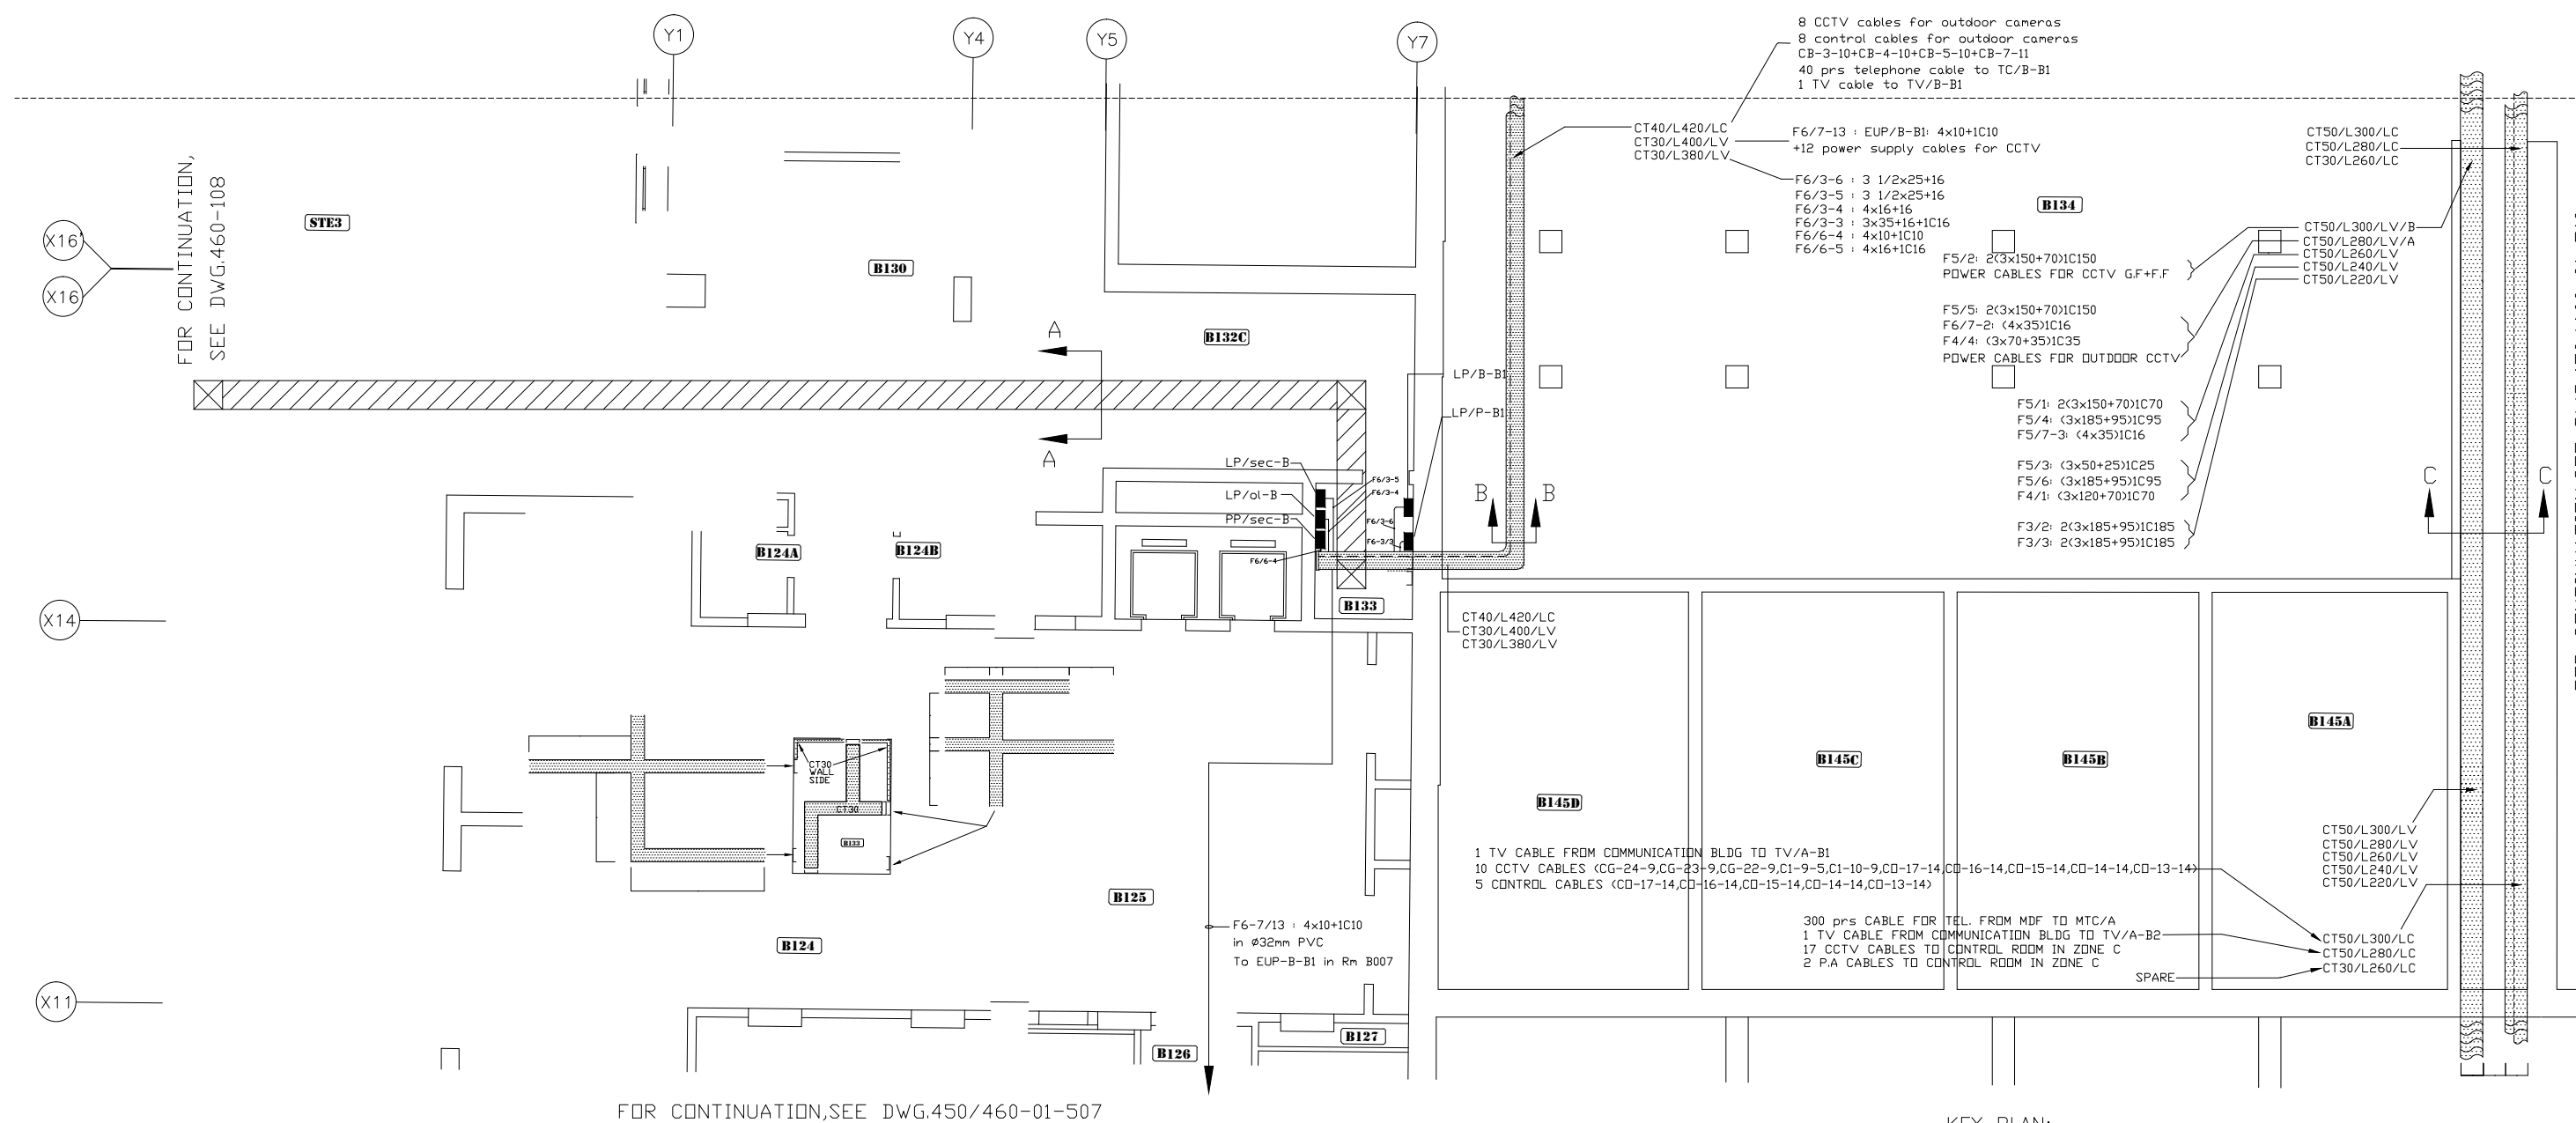 Y1
Y4
Y5
Y7
8 CCTV cables for outdoor cameras
8 control cables for outdoor cameras
CB-3-10+CB-4-10+CB-5-10+CB-7-11
40 prs telephone cable to TC/B-B1
1 TV cable to TV/B-B1
CT40/L420/LC
CT30/L400/LV
CT30/L380/LV
F6/7-13 : EUP/B-B1: 4x10+1C10
+12 power supply cables for CCTV
F6/3-6 : 3 1/2x25+16
F6/3-5 : 3 1/2x25+16
F6/3-4 : 4x16+16
F6/3-3 : 3x35+16+1C16
F6/6-4 : 4x10+1C10
F6/6-5 : 4x16+1C16
CT50/L300/LC
CT50/L280/LC
CT30/L260/LC
B134
CT50/L300/LV/B
CT50/L280/LV/A
CT50/L260/LV
CT50/L240/LV
CT50/L220/LV
F5/2: 2(3x150+70)1C150
POWER CABLES FOR CCTV G.F+F.F
F5/5: 2(3x150+70)1C150
F6/7-2: (4x35)1C16
F4/4: (3x70+35)1C35
POWER CABLES FOR OUTDOOR CCTV
F5/1: 2(3x150+70)1C70
F5/4: (3x185+95)1C95
F5/7-3: (4x35)1C16
F5/3: (3x50+25)1C25
F5/6: (3x185+95)1C95
F4/1: (3x120+70)1C70
F3/2: 2(3x185+95)1C185
F3/3: 2(3x185+95)1C185
X16'
X16
FOR CONTINUATION,
SEE DWG.460-108
STE3
B130
B132C
A
A
LP/B-B1
LP/P-B1
LP/sec-B
LP/ol-B
PP/sec-B
F6/3-5
F6/3-4
F6/3-6
F6-3/3
F6/6-4
B
B
C
C
B124A
B124B
B133
X14
CT40/L420/LC
CT30/L400/LV
CT30/L380/LV
CT30
WALL
SIDE
CT30
B133
B145A
B145C
B145B
B145D
CT50/L300/LV
CT50/L280/LV
CT50/L260/LV
CT50/L240/LV
CT50/L220/LV
1 TV CABLE FROM COMMUNICATION BLDG TO TV/A-B1
10 CCTV CABLES (CG-24-9,CG-23-9,CG-22-9,C1-9-5,C1-10-9,CO-17-14,CO-16-14,CO-15-14,CO-14-14,CO-13-14)
5 CONTROL CABLES (CO-17-14,CO-16-14,CO-15-14,CO-14-14,CO-13-14)
B125
B124
F6-7/13 : 4x10+1C10
in ø32mm PVC
To EUP-B-B1 in Rm B007
300 prs CABLE FOR TEL. FROM MDF TO MTC/A
1 TV CABLE FROM COMMUNICATION BLDG TO TV/A-B2
17 CCTV CABLES TO CONTROL ROOM IN ZONE C
2 P.A CABLES TO CONTROL ROOM IN ZONE C
SPARE
CT50/L300/LC
CT50/L280/LC
CT30/L260/LC
X11
B127
B126
FOR CONTINUATION,SEE DWG.450/460-01-507
KEY PLAN: